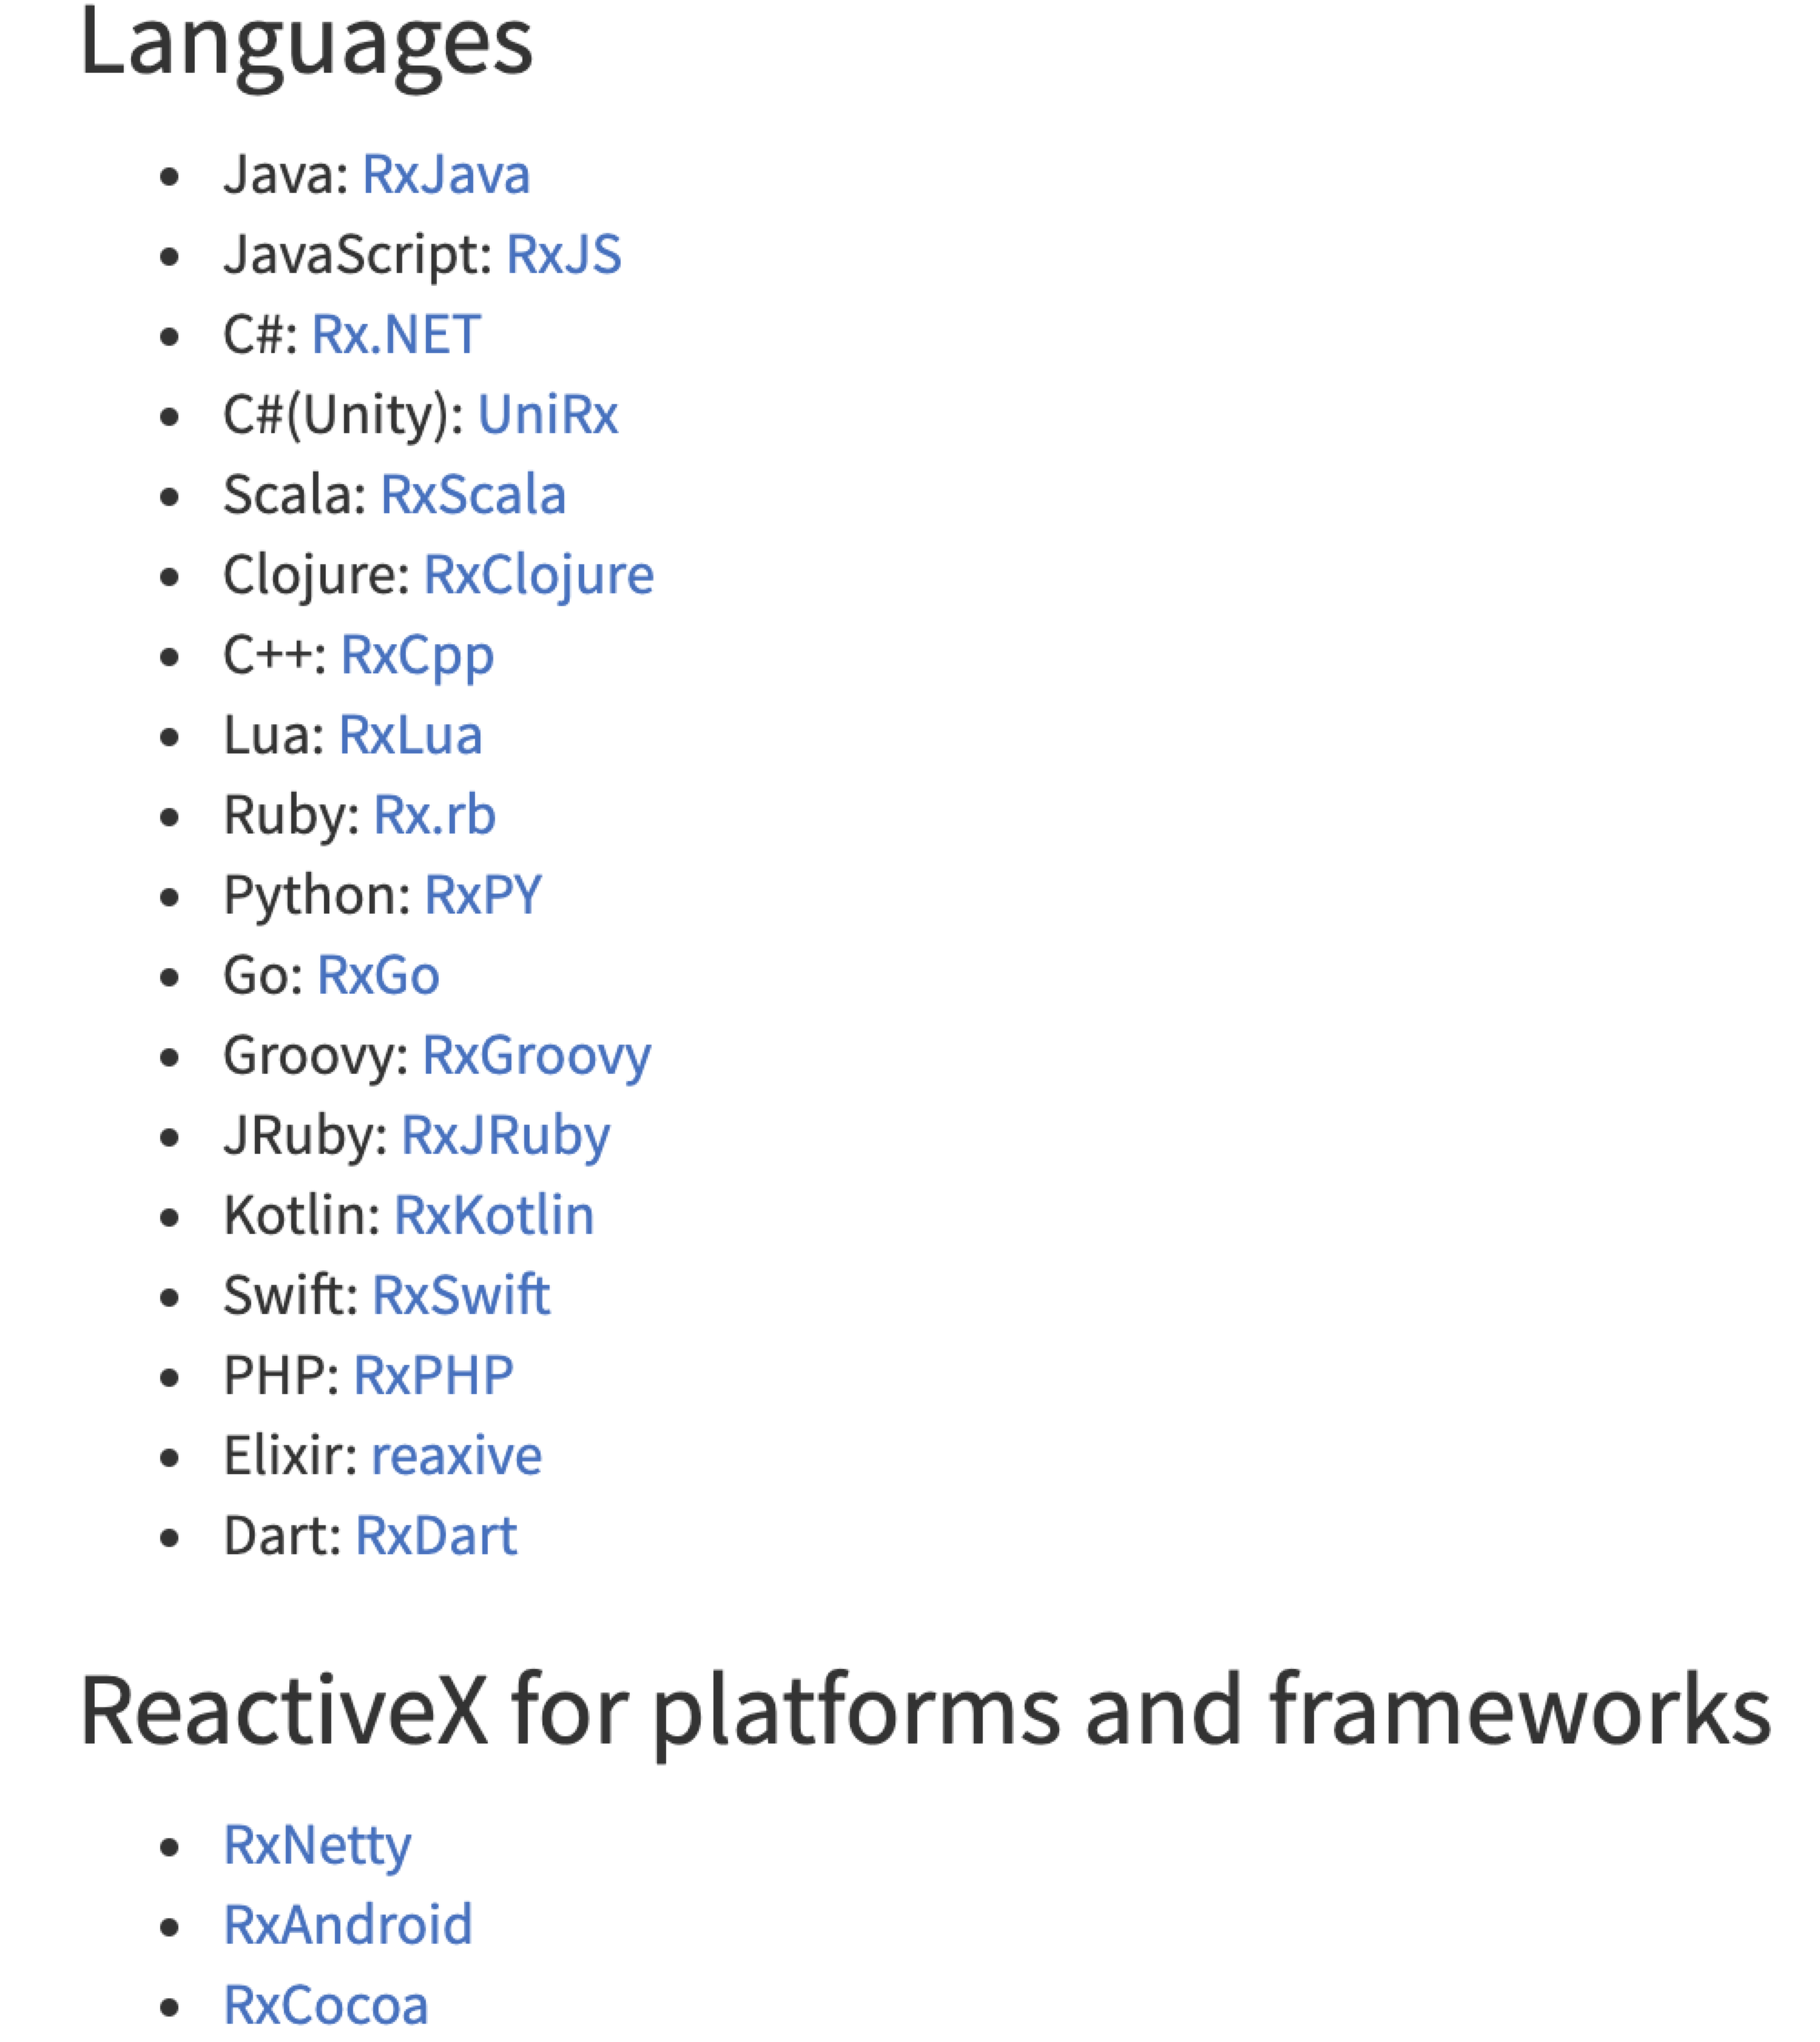 Languages
Java: RxJava
JavaScript: RxJS
C#: Rx.NET
C#(Unity): UniRx
Scala: RxScala
Clojure: RxClojure
C++: RxCpp
Lua: RxLua
Ruby: Rx.rb
Python: RxPY
Go: RxGo
Groovy: RxGroovy
JRuby: RxJRuby
Kotlin: RxKotlin
Swift: RxSwift
PHP: RxPHP
Elixir: reaxive
Dart: RxDart
ReactiveX for platforms and frameworks
RxNetty
RxAndroid
RxCocoa